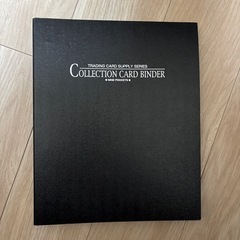 TRADING CARD SUPPLY SERIES
COLLECTION CARD BINDER